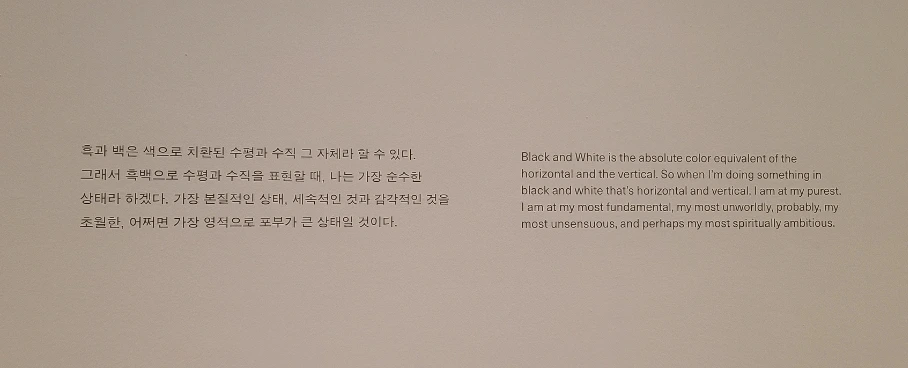 흑과 백은 색으로 치환된 수평과 수직 그 자체라 할 수 있다.
그래서 흑백으로 수평과 수직을 표현할 때, 나는 가장 순수한
상태라 하겠다. 가장 본질적인 상태, 세속적인 것과 감각적인 것을
초월한, 어쩌면 가장 영적으로 포부가 큰 상태일 것이다.
Black and White is the absolute color equivalent of the
horizontal and the vertical. So when I'm doing something in
black and white that's horizontal and vertical. I am at my purest.
I am at my most fundamental, my most unworldly, probably, my
most unsensuous, and perhaps my most spiritually ambitious.